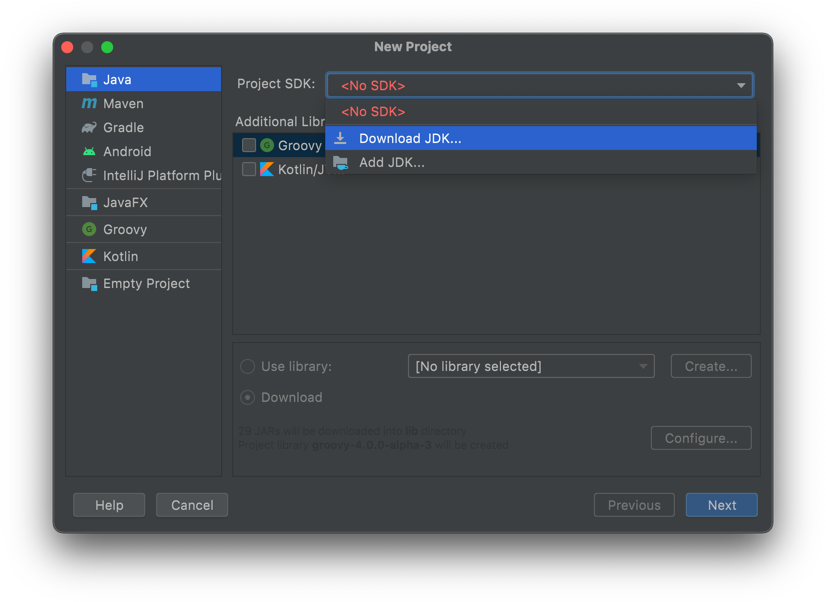 New Project
Java
Maven
Gradle
Android
IntelliJ Platform Plu
JavaFX
Groovy
Kotlin
Empty Project
Project SDK:
<No SDK>
<No SDK>
Download JDK...
Add JDK...
Additional Libr
Groovy
Kotlin/J
Use library:
[No library selected]
Create...
Download
29 JARs will be downloaded into lib directory
Project library groovy-4.0.0-alpha-3 will be created
Configure...
Help
Cancel
Previous
Next